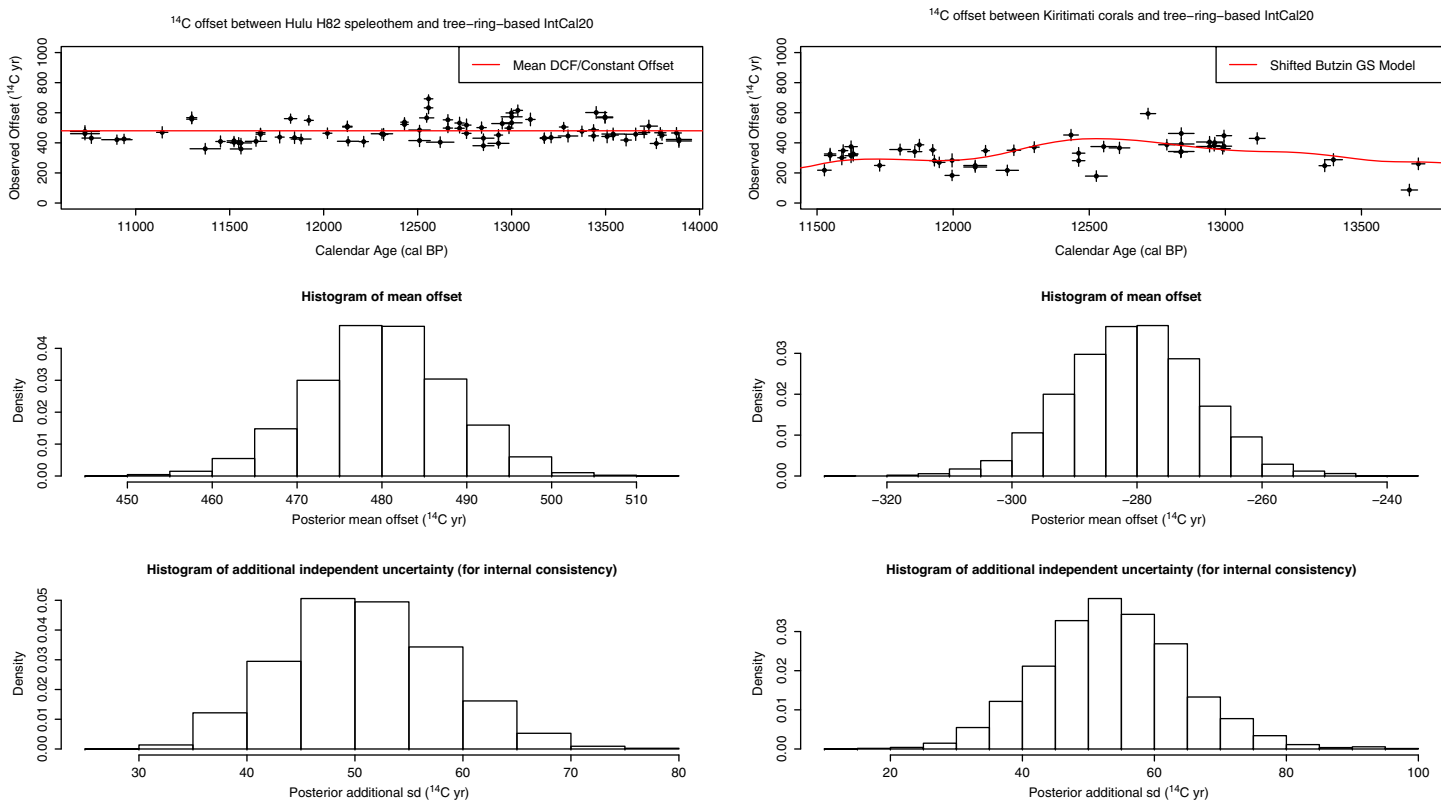 ¹⁴C offset between Hulu H82 speleothem and tree−ring−based IntCal20
Observed Offset (¹⁴C yr)
0 200 400 600 800 1000
Mean DCF/Constant Offset
11000 11500 12000 12500 13000 13500 14000
Calendar Age (cal BP)
¹⁴C offset between Kiritimati corals and tree−ring−based IntCal20
Observed Offset (¹⁴C yr)
0 200 400 600 800 1000
Shifted Butzin GS Model
11500 12000 12500 13000 13500
Calendar Age (cal BP)
Histogram of mean offset
Density
0.00 0.01 0.02 0.03 0.04
450 460 470 480 490 500 510
Posterior mean offset (¹⁴C yr)
Histogram of mean offset
Density
0.00 0.01 0.02 0.03
−320 −300 −280 −260 −240
Posterior mean offset (¹⁴C yr)
Histogram of additional independent uncertainty (for internal consistency)
Density
0.00 0.01 0.02 0.03 0.04 0.05
30 40 50 60 70 80
Posterior additional sd (¹⁴C yr)
Histogram of additional independent uncertainty (for internal consistency)
Density
0.00 0.01 0.02 0.03
20 40 60 80 100
Posterior additional sd (¹⁴C yr)